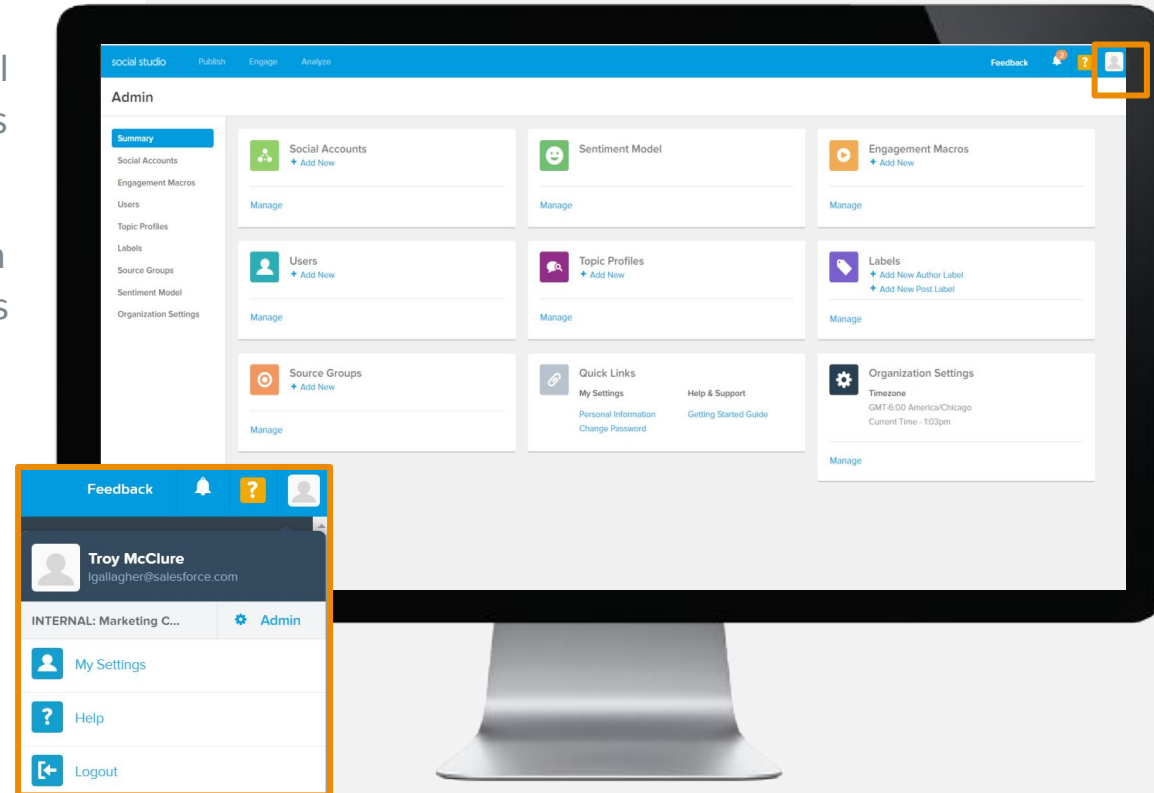 social studio Publish Engage Analyze Feedback 2 ?
Admin
Summary
Social Accounts
Engagement Macros
Users
Topic Profiles
Labels
Source Groups
Sentiment Model
Organization Settings
Social Accounts
+ Add New
Manage
Sentiment Model
Manage
Engagement Macros
+ Add New
Manage
Users
+ Add New
Manage
Topic Profiles
+ Add New
Manage
Labels
+ Add New Author Label
+ Add New Post Label
Manage
Source Groups
+ Add New
Manage
Quick Links
My Settings Help & Support
Personal Information Getting Started Guide
Change Password
Organization Settings
Timezone
GMT-6:00 America/Chicago
Current Time - 1:03pm
Manage
Feedback ?
Troy McClure
lgallagher@salesforce.com
INTERNAL: Marketing C... Admin
My Settings
? Help
Logout